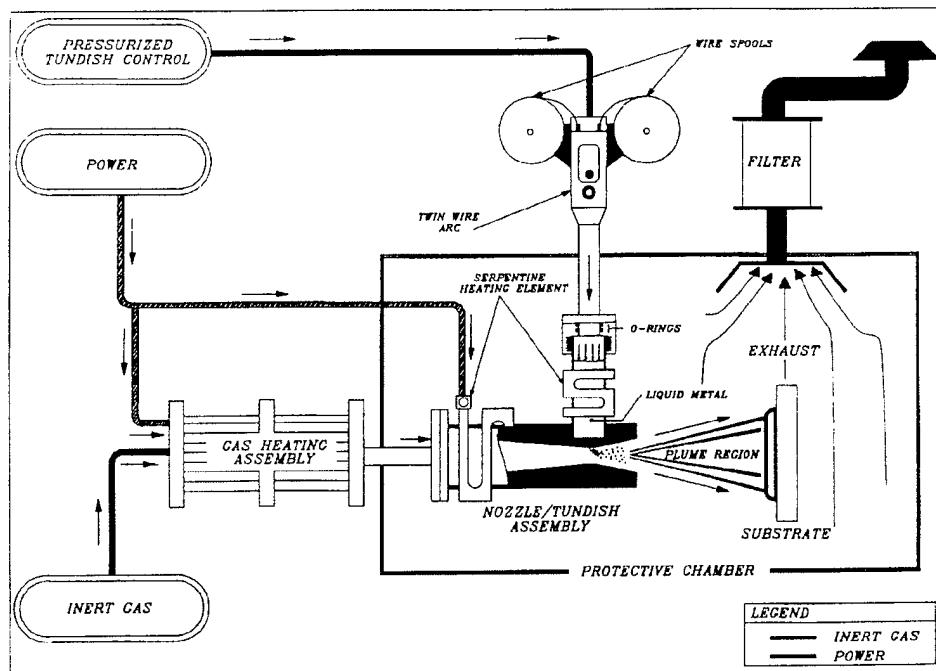 PRESSURIZED
TUNDISH CONTROL
WIRE SPOOLS
POWER
FILTER
TWIN WIRE
ARC
SERPENTINE
HEATING ELEMENT
O-RINGS
EXHAUST
LIQUID METAL
GAS HEATING
ASSEMBLY
PLUME REGION
NOZZLE/TUNDISH
ASSEMBLY
SUBSTRATE
PROTECTIVE CHAMBER
INERT GAS
LEGEND
INERT GAS
POWER